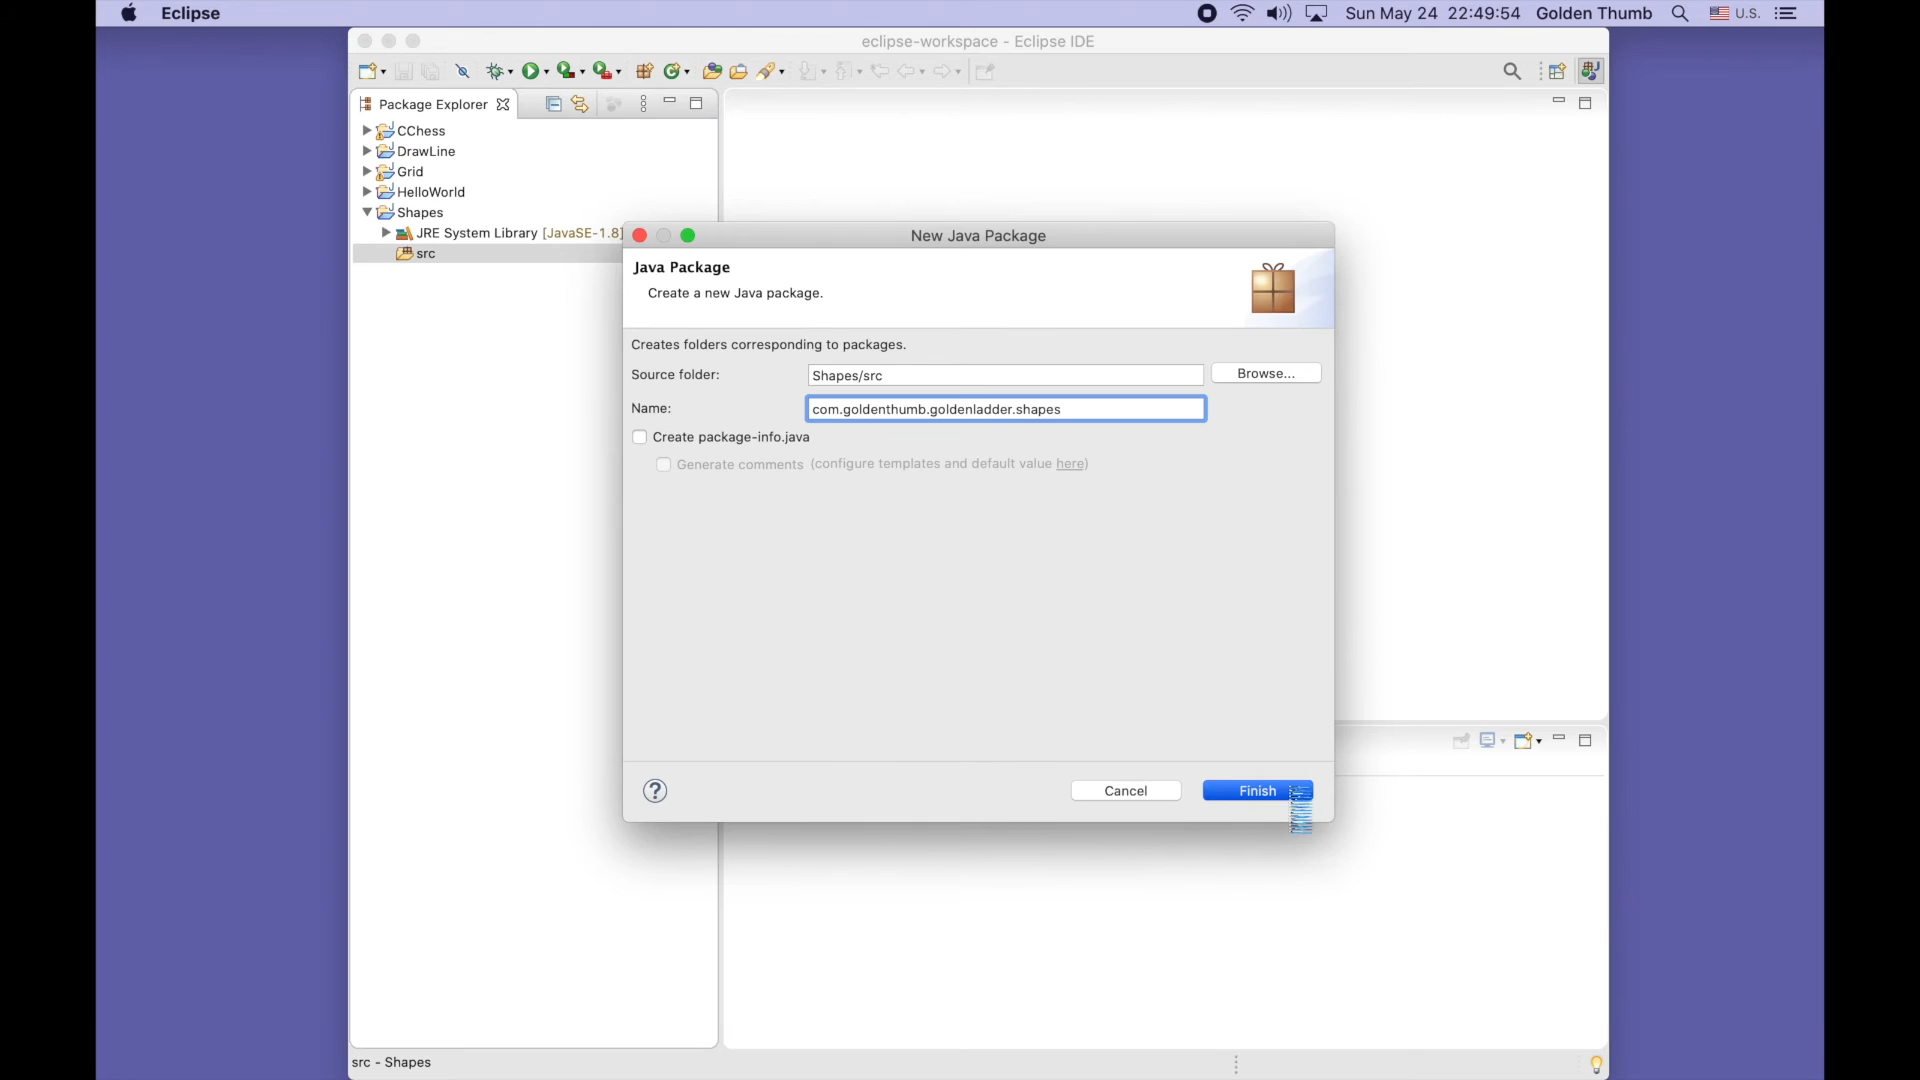 Eclipse
Sun May 24 22:49:54 Golden Thumb U.S.
eclipse-workspace - Eclipse IDE
Package Explorer
CChess
DrawLine
Grid
HelloWorld
Shapes
JRE System Library [JavaSE-1.8]
src
New Java Package
Java Package
Create a new Java package.
Creates folders corresponding to packages.
Source folder: Shapes/src Browse...
Name: com.goldenthumb.goldenladder.shapes
Create package-info.java
Generate comments (configure templates and default value here)
? Cancel Finish
src - Shapes